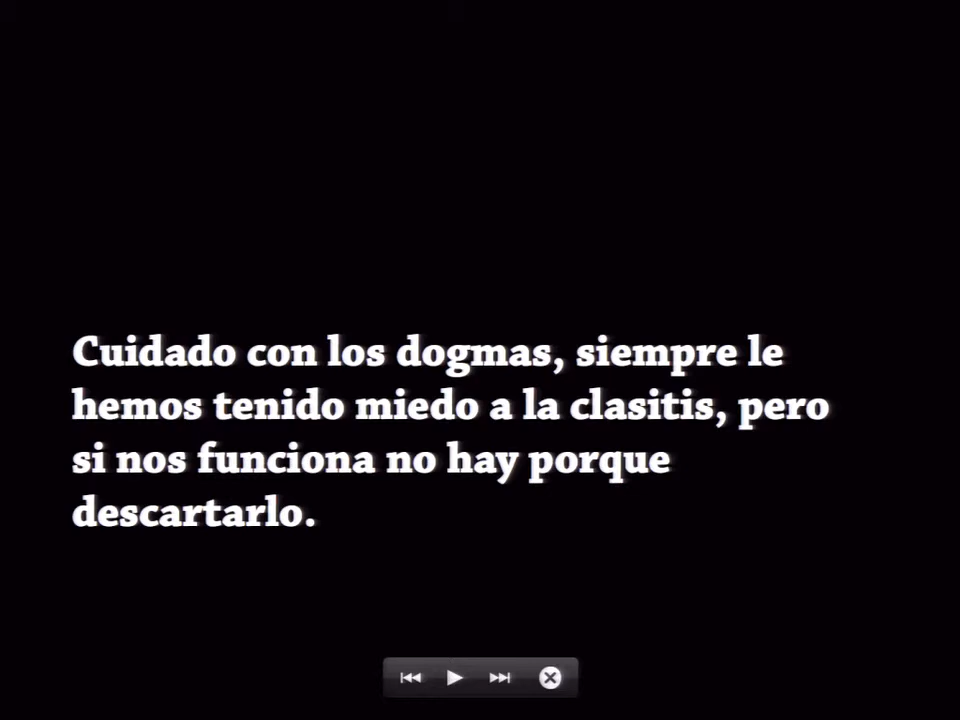 Cuidado con los dogmas, siempre le
hemos tenido miedo a la clasitis, pero
si nos funciona no hay porque
descartarlo.